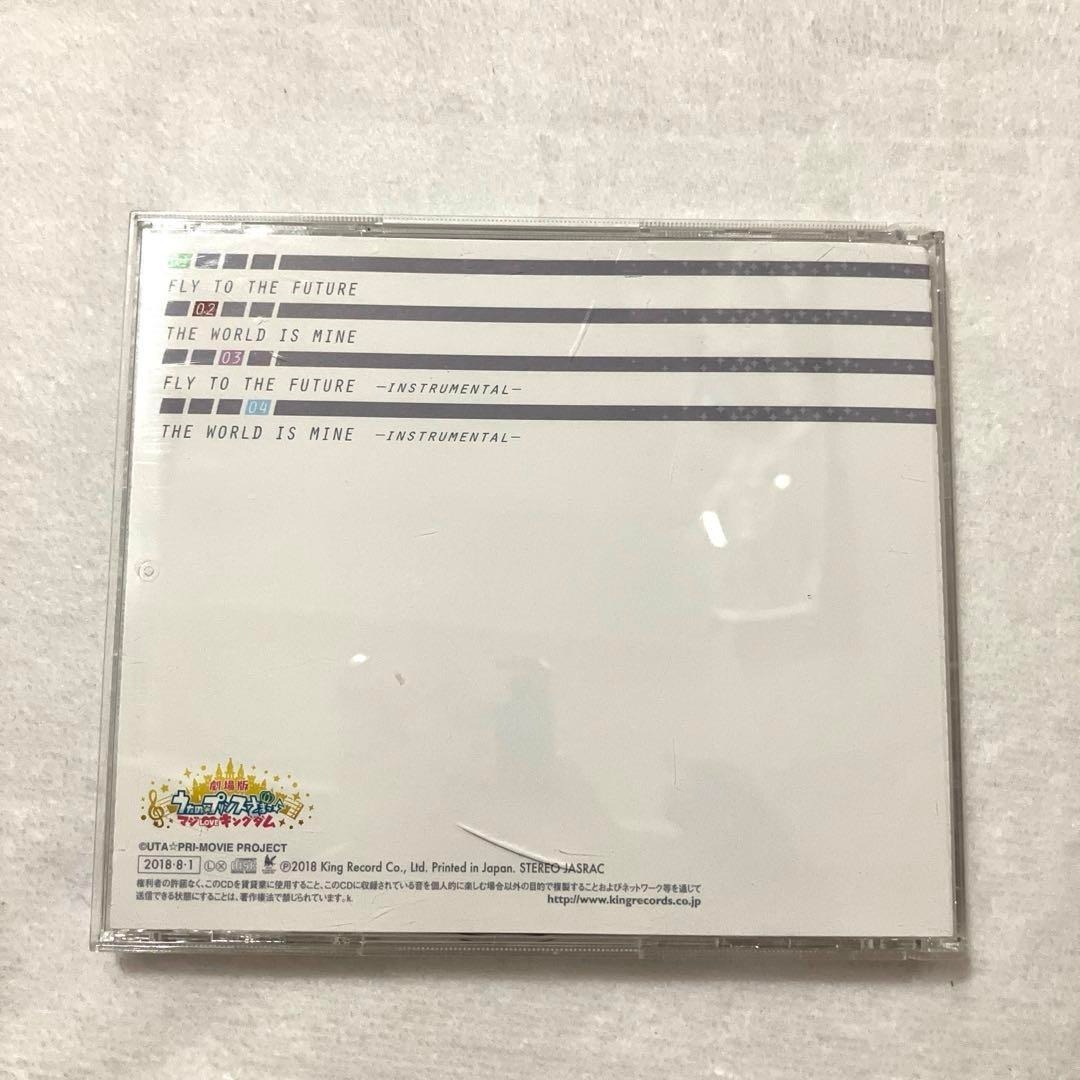 FLY TO THE FUTURE
02
THE WORLD IS MINE
03
FLY TO THE FUTURE —INSTRUMENTAL—
04
THE WORLD IS MINE —INSTRUMENTAL—
劇場版
うたの☆プリンスさまっ♪
マジLOVEキングダム
©UTA☆PRI-MOVIE PROJECT
2018・8・1 Ⓛ Ⓧ ℗2018 King Record Co., Ltd. Printed in Japan. STEREO JASRAC
権利者の許諾なく、このCDを賃貸業に使用すること、このCDに収録されている音を個人的に楽しむ場合以外の目的で複製することおよびネットワーク等を通じて
送信できる状態にすることは、著作権法で禁じられています。k.
http://www.kingrecords.co.jp